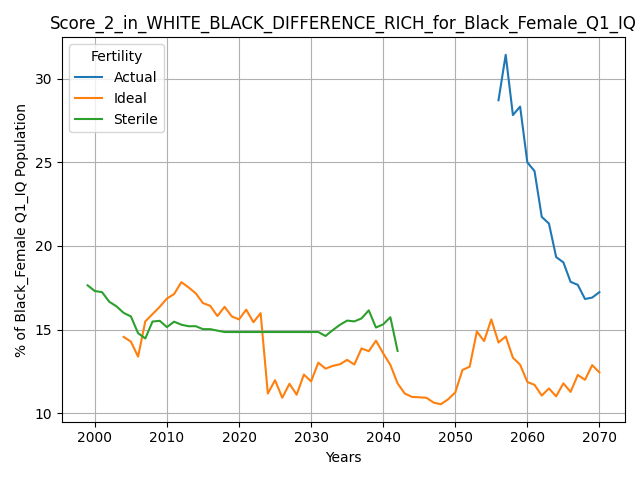 Score_2_in_WHITE_BLACK_DIFFERENCE_RICH_for_Black_Female_Q1_IQ
Fertility
Actual
Ideal
Sterile
% of Black_Female Q1_IQ Population
30
25
20
15
10
2000 2010 2020 2030 2040 2050 2060 2070
Years